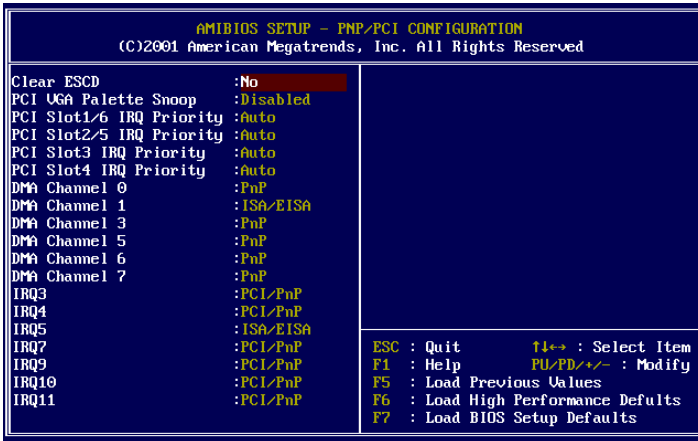 AMIBIOS SETUP - PNP/PCI CONFIGURATION
(C)2001 American Megatrends, Inc. All Rights Reserved
Clear ESCD :No
PCI VGA Palette Snoop :Disabled
PCI Slot1/6 IRQ Priority :Auto
PCI Slot2/5 IRQ Priority :Auto
PCI Slot3 IRQ Priority :Auto
PCI Slot4 IRQ Priority :Auto
DMA Channel 0 :PnP
DMA Channel 1 :ISA/EISA
DMA Channel 3 :PnP
DMA Channel 5 :PnP
DMA Channel 6 :PnP
DMA Channel 7 :PnP
IRQ3 :PCI/PnP
IRQ4 :PCI/PnP
IRQ5 :ISA/EISA
IRQ7 :PCI/PnP
IRQ9 :PCI/PnP
IRQ10 :PCI/PnP
IRQ11 :PCI/PnP
ESC : Quit ↑↓←→ : Select Item
F1 : Help PU/PD/+/- : Modify
F5 : Load Previous Values
F6 : Load High Performance Defults
F7 : Load BIOS Setup Defaults